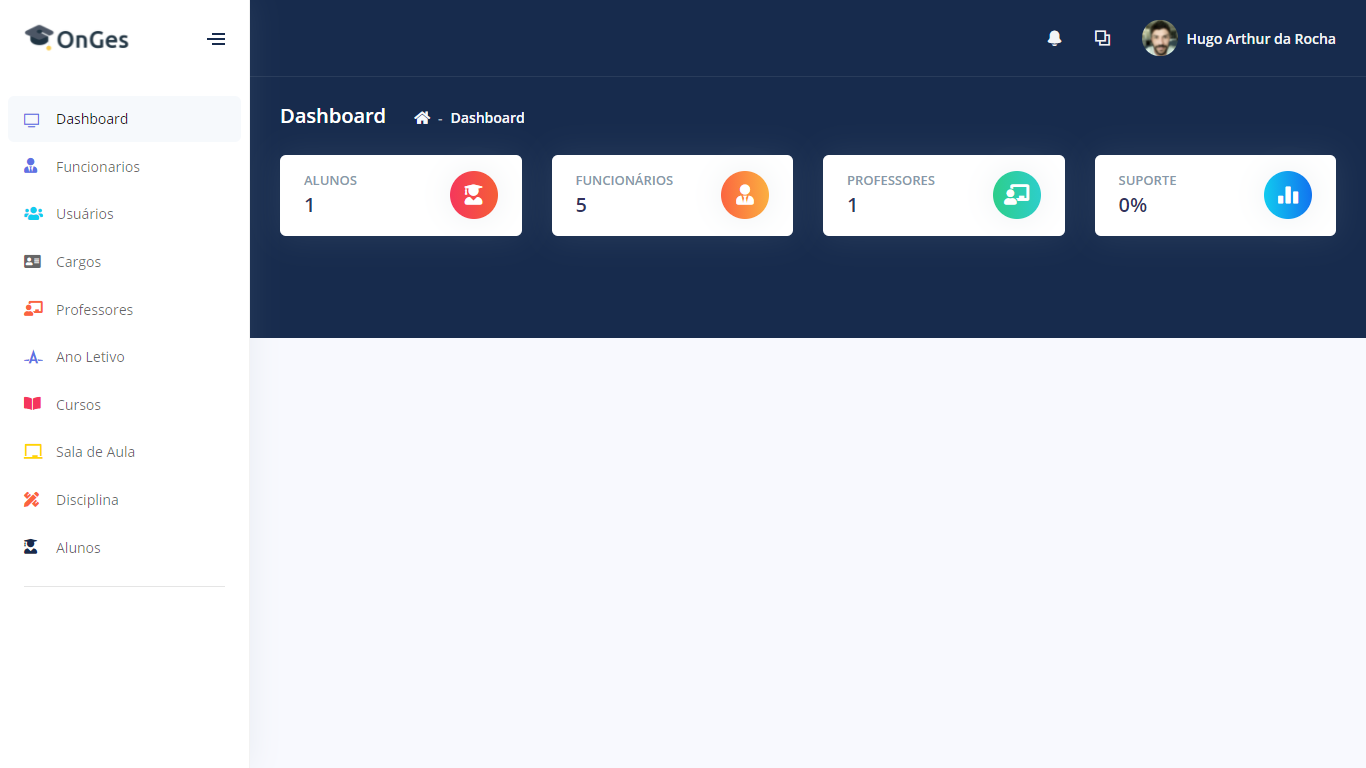 OnGes
Hugo Arthur da Rocha
Dashboard
Funcionarios
Usuários
Cargos
Professores
Ano Letivo
Cursos
Sala de Aula
Disciplina
Alunos
Dashboard - Dashboard
ALUNOS
1
FUNCIONÁRIOS
5
PROFESSORES
1
SUPORTE
0%